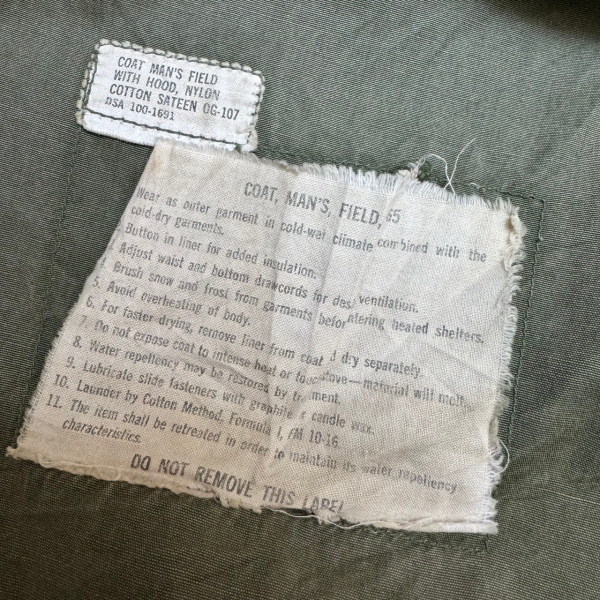 COAT MAN'S FIELD
WITH HOOD, NYLON
COTTON SATEEN OG-107
DSA 100-1691
COAT, MAN'S, FIELD, 65
Wear as outer garment in cold-wet climate combined with the
cold-dry garments.
Button in liner for added insulation.
Adjust waist and bottom drawcords for des ventilation.
Brush snow and frost from garments befor ntering heated shelters.
5. Avoid overheating of body.
6. For faster drying, remove liner from coat d dry separately.
7. Do not expose coat to intense heat or touc stove—material will melt.
8. Water repellency may be restored by tr ment.
9. Lubricate slide fasteners with graphite candle wax.
10. Launder by Cotton Method, Formula I, FM 10-16.
11. The item shall be retreated in order to maintain its water repellency
characteristics.
DO NOT REMOVE THIS LABEL